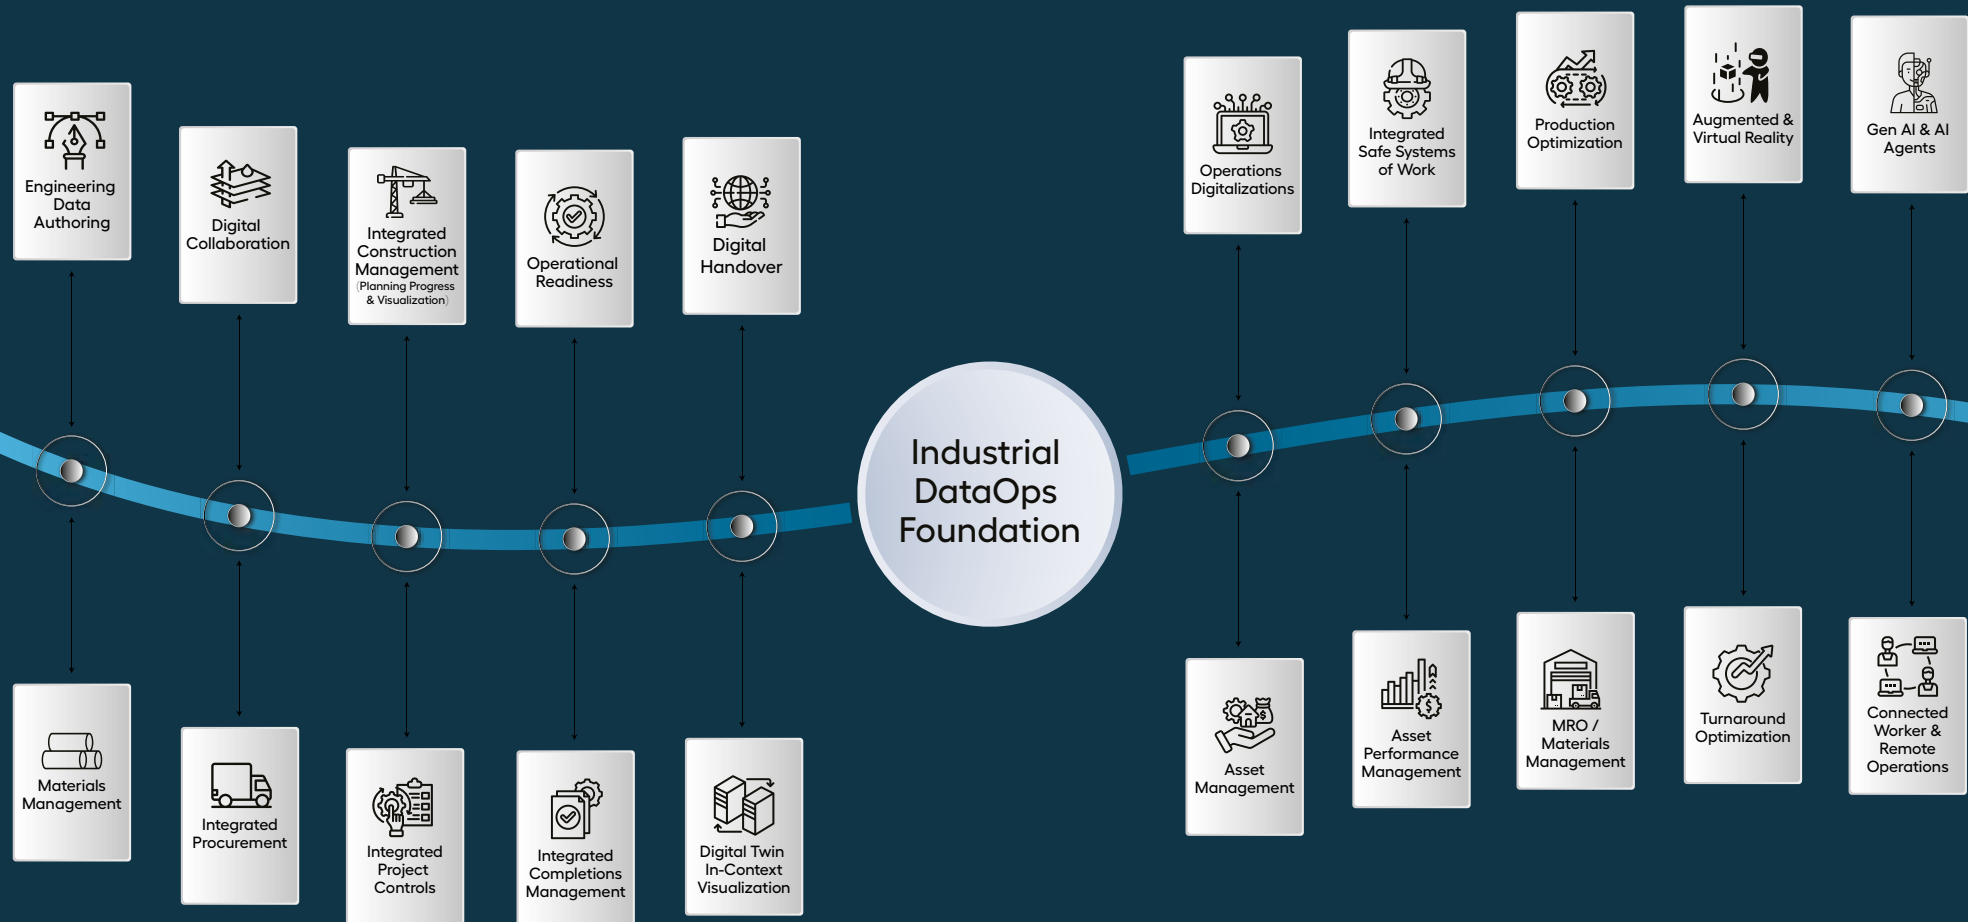 Engineering
Data
Authoring
Digital
Collaboration
Integrated
Construction
Management
(Planning Progress
& Visualization)
Operational
Readiness
Digital
Handover
Operations
Digitalizations
Integrated
Safe Systems
of Work
Production
Optimization
Augmented &
Virtual Reality
Gen AI & AI
Agents
Industrial
DataOps
Foundation
Materials
Management
Integrated
Procurement
Integrated
Project
Controls
Integrated
Completions
Management
Digital Twin
In-Context
Visualization
Asset
Management
Asset
Performance
Management
MRO /
Materials
Management
Turnaround
Optimization
Connected
Worker &
Remote
Operations